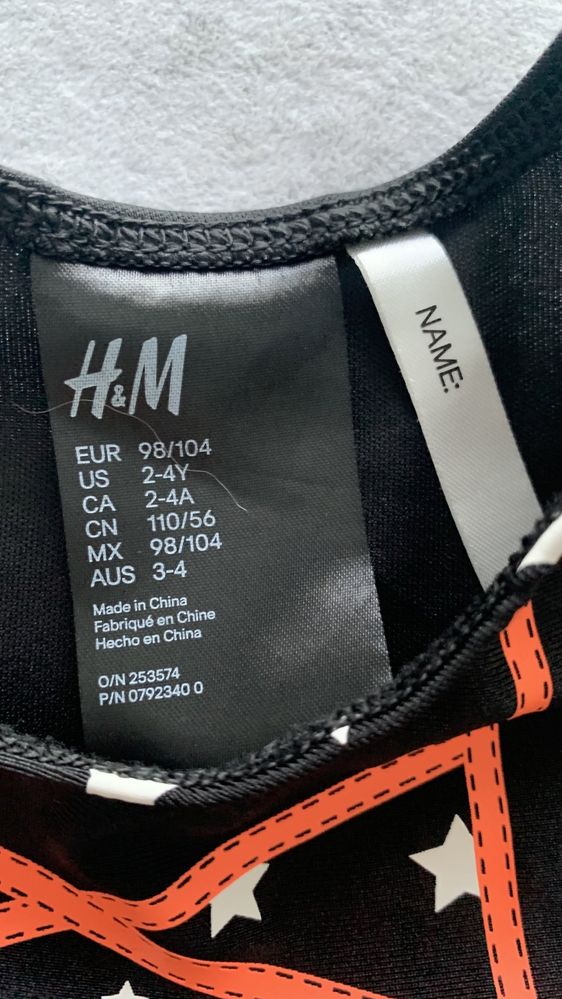 H&M
EUR 98/104
US 2-4Y
CA 2-4A
CN 110/56
MX 98/104
AUS 3-4
Made in China
Fabriqué en Chine
Hecho en China
O/N 253574
P/N 0792340 0
NAME: